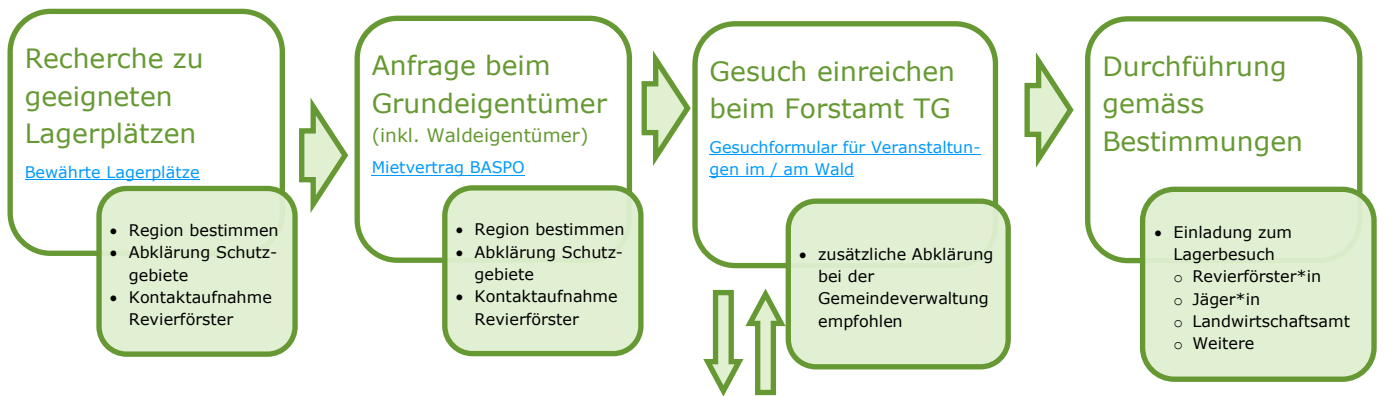 Recherche zu
geeigneten
Lagerplätzen
Bewährte Lagerplätze
• Region bestimmen
• Abklärung Schutz-
gebiete
• Kontaktaufnahme
Revierförster
Anfrage beim
Grundeigentümer
(inkl. Waldeigentümer)
Mietvertrag BASPO
• Region bestimmen
• Abklärung Schutz-
gebiete
• Kontaktaufnahme
Revierförster
Gesuch einreichen
beim Forstamt TG
Gesuchformular für Veranstaltun-
gen im / am Wald
• zusätzliche Abklärung
bei der
Gemeindeverwaltung
empfohlen
Durchführung
gemäss
Bestimmungen
• Einladung zum
Lagerbesuch
o Revierförster*in
o Jäger*in
o Landwirtschaftsamt
o Weitere